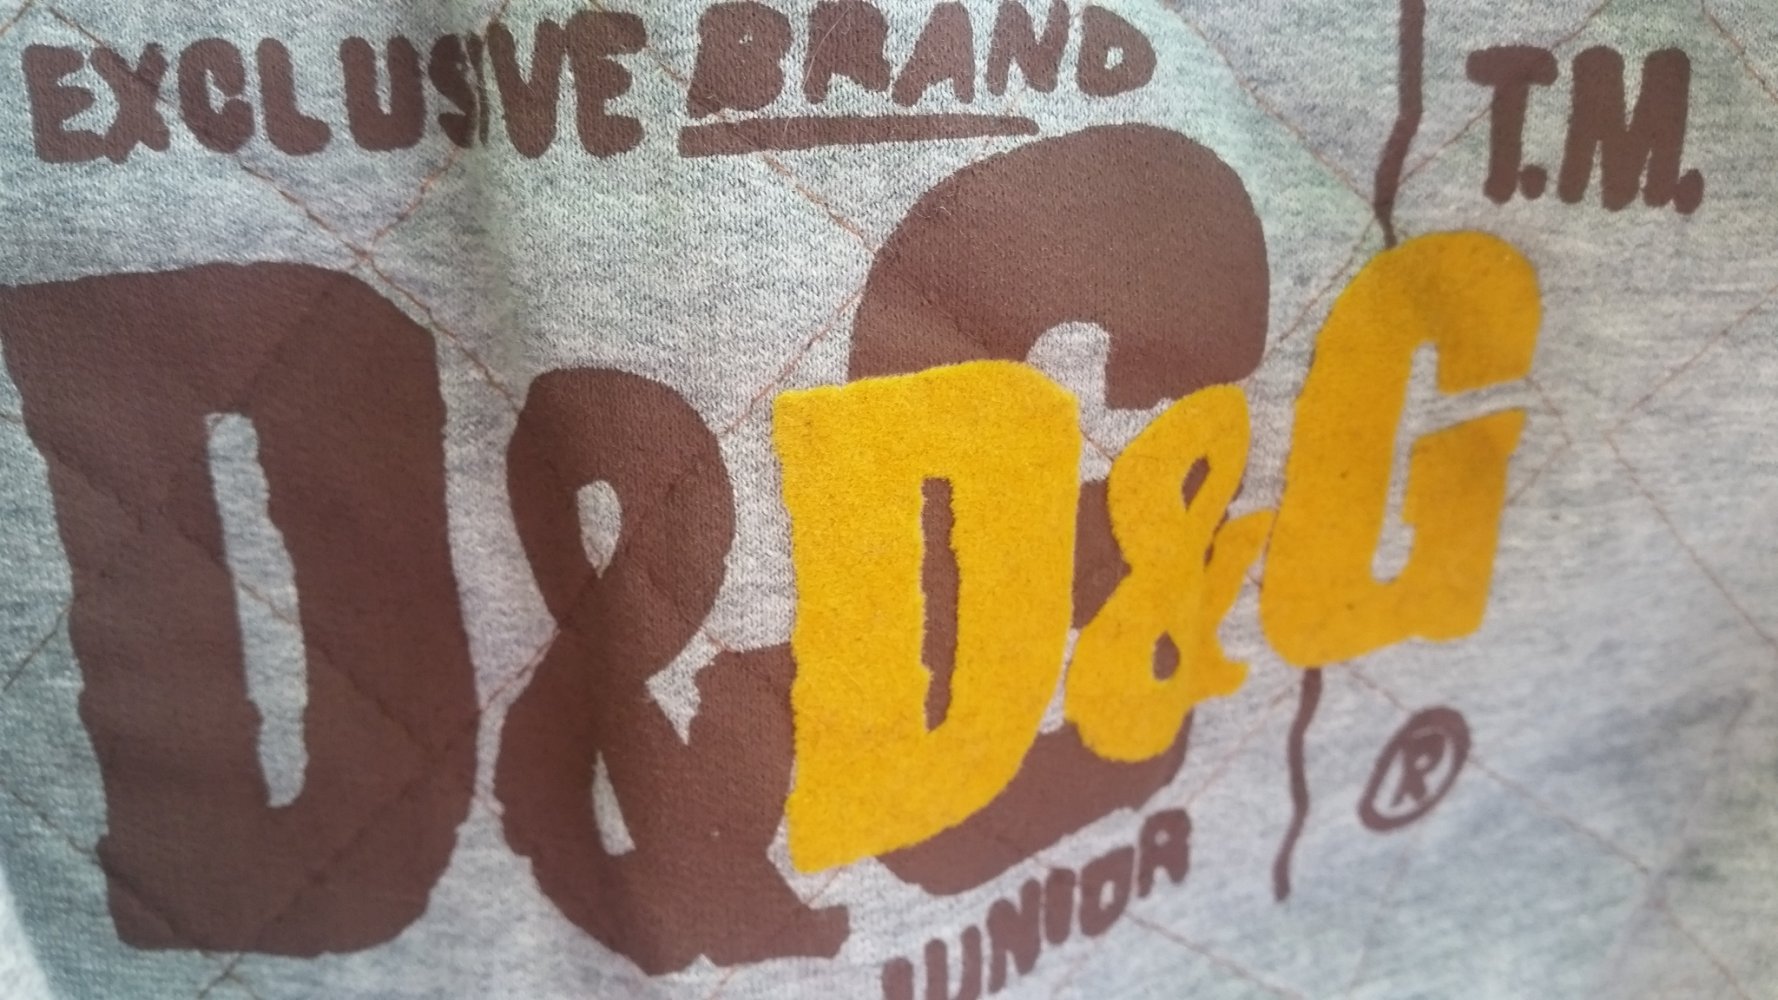 EXCLUSIVE BRAND
T.M.
D&G
D&G
®
JUNIOR